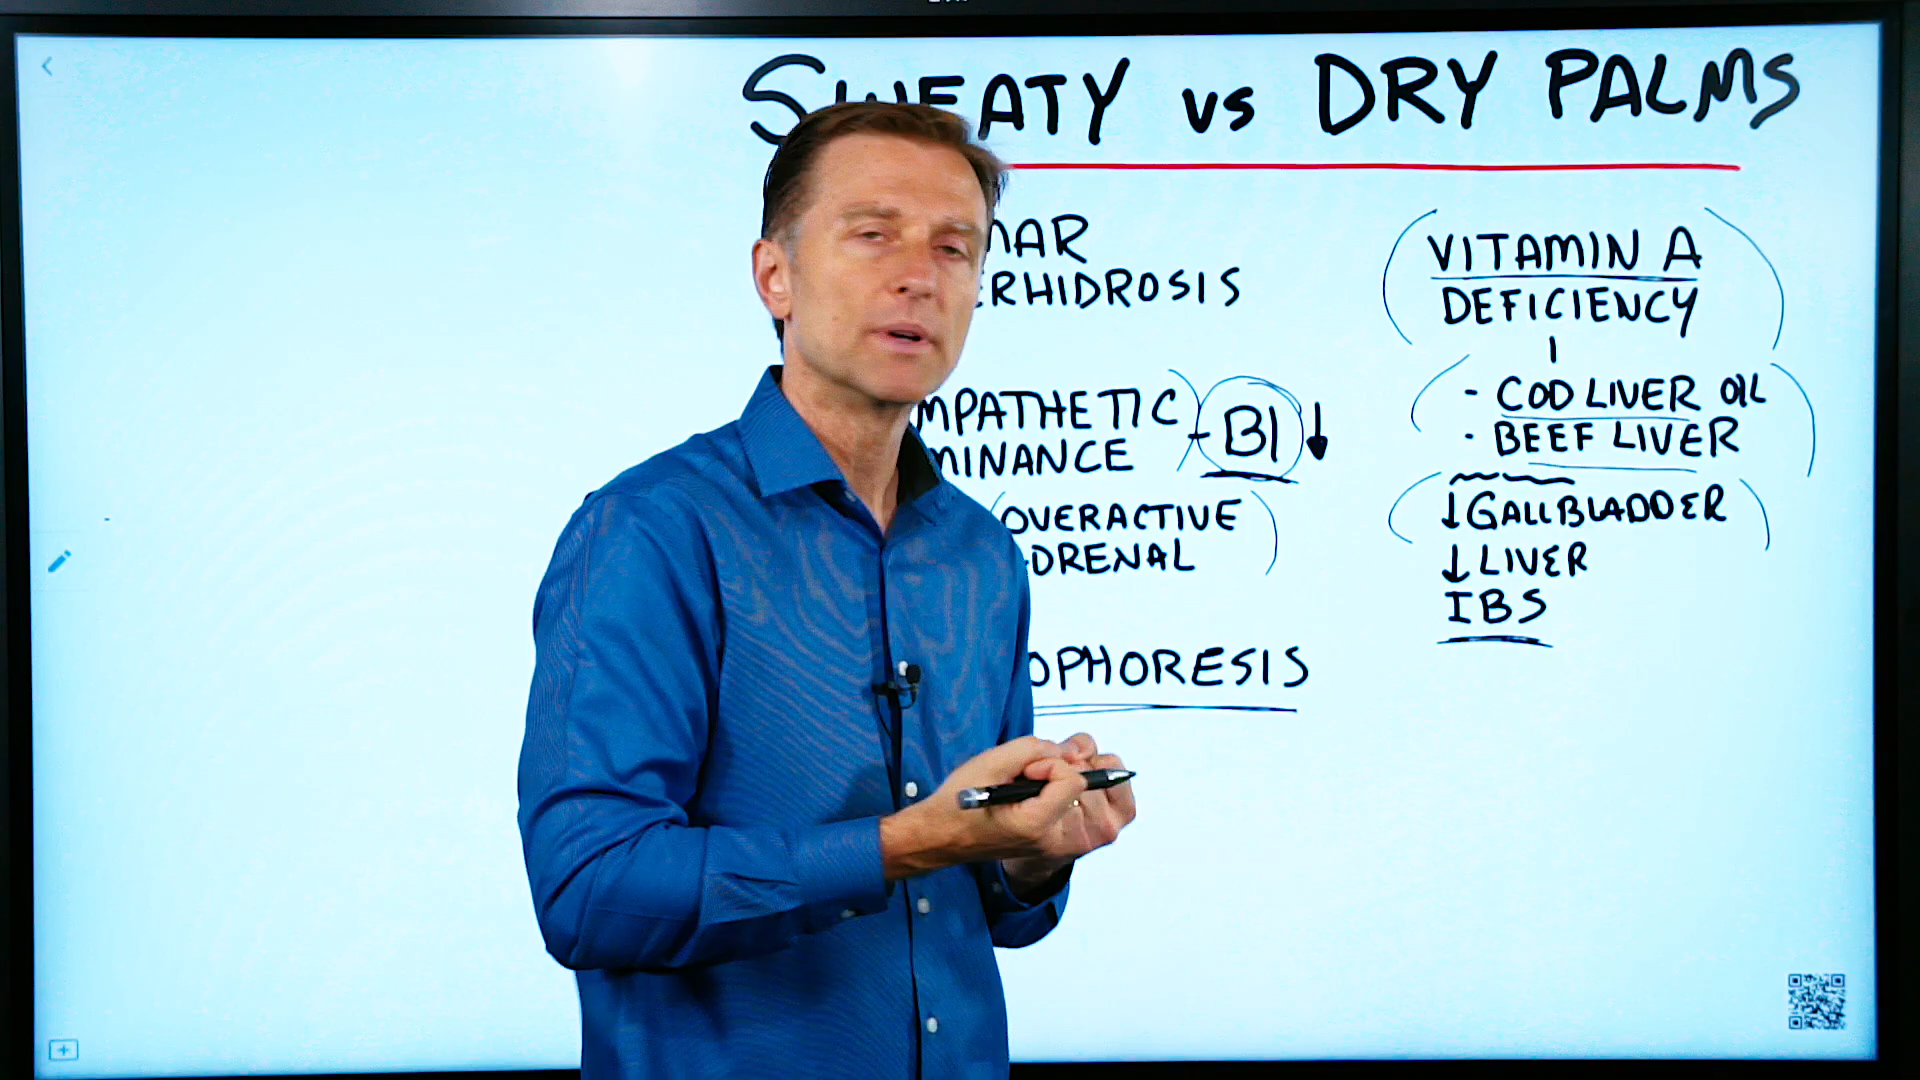 SWEATY vs DRY PALMS
MAR
ERHIDROSIS
MPATHETIC - B1 ↓
MINANCE
(OVERACTIVE
DRENAL)
OPHORESIS
(VITAMIN A
DEFICIENCY)
- COD LIVER OIL
- BEEF LIVER
↓ GALLBLADDER
↓ LIVER
IBS